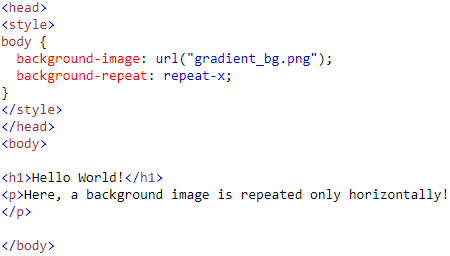 <head>
<style>
body {
  background-image: url("gradient_bg.png");
  background-repeat: repeat-x;
}
</style>
</head>
<body>

<h1>Hello World!</h1>
<p>Here, a background image is repeated only horizontally!
</p>

</body>